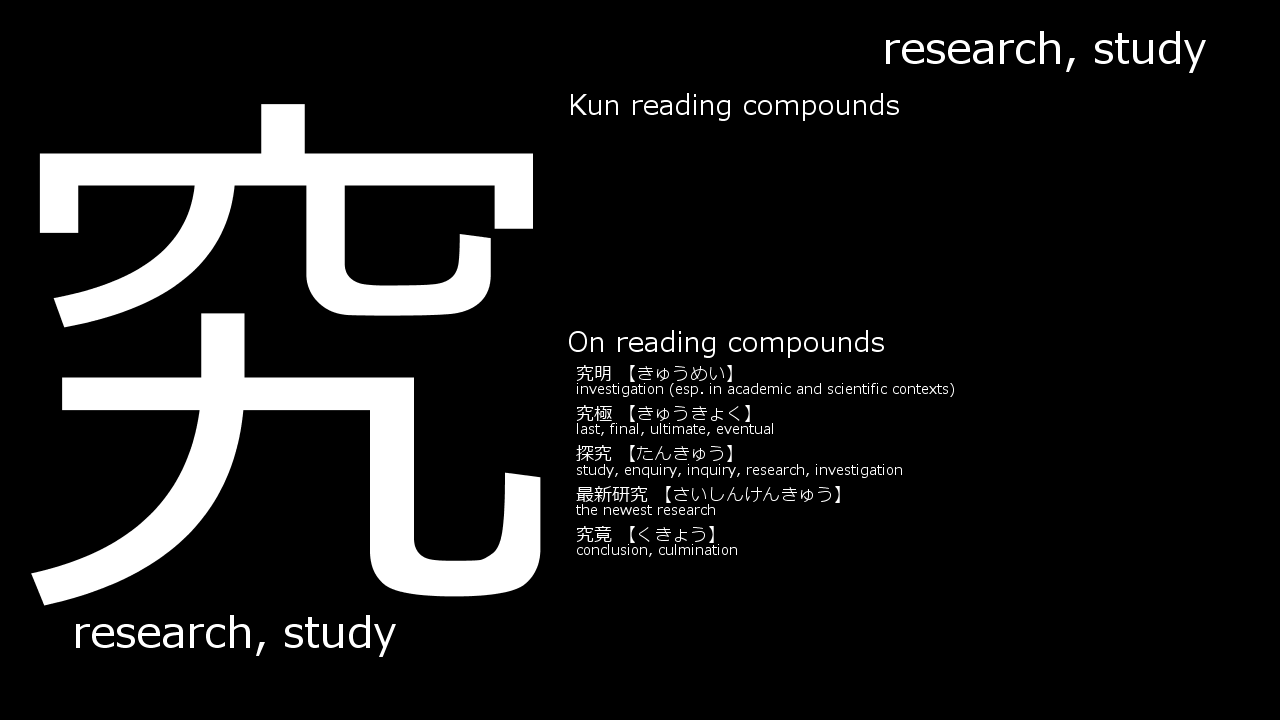 research, study
Kun reading compounds
究
On reading compounds
究明 【きゅうめい】
investigation (esp. in academic and scientific contexts)
究極 【きゅうきょく】
last, final, ultimate, eventual
探究 【たんきゅう】
study, enquiry, inquiry, research, investigation
最新研究 【さいしんけんきゅう】
the newest research
究竟 【くきょう】
conclusion, culmination
research, study